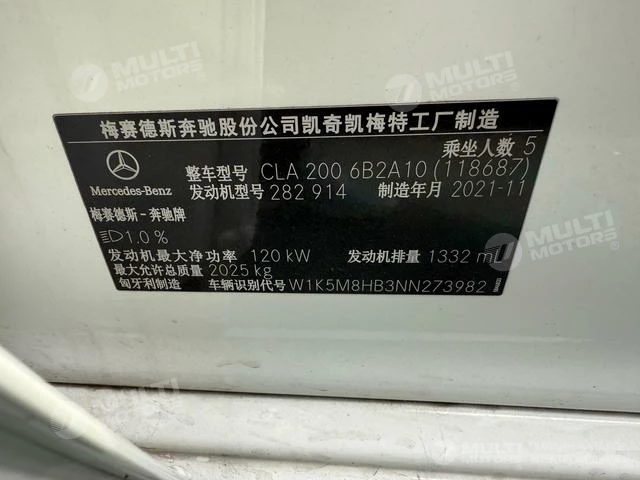 梅赛德斯奔驰股份公司凯奇凯梅特工厂制造
乘坐人数 5
整车型号 CLA 200 6B2A10 (118687)
Mercedes-Benz 发动机型号 282 914 制造年月 2021-11
梅赛德斯-奔驰牌
1.0 %
发动机最大净功率 120 kW 发动机排量 1332 mL
最大允许总质量 2025 kg
匈牙利制造 车辆识别代号 W1K5M8HB3NN273982
MULTI
MOTORS
MULTI
MOTORS
MULTI
MOTORS
MULTI
MOTORS
MULTI
MOTORS